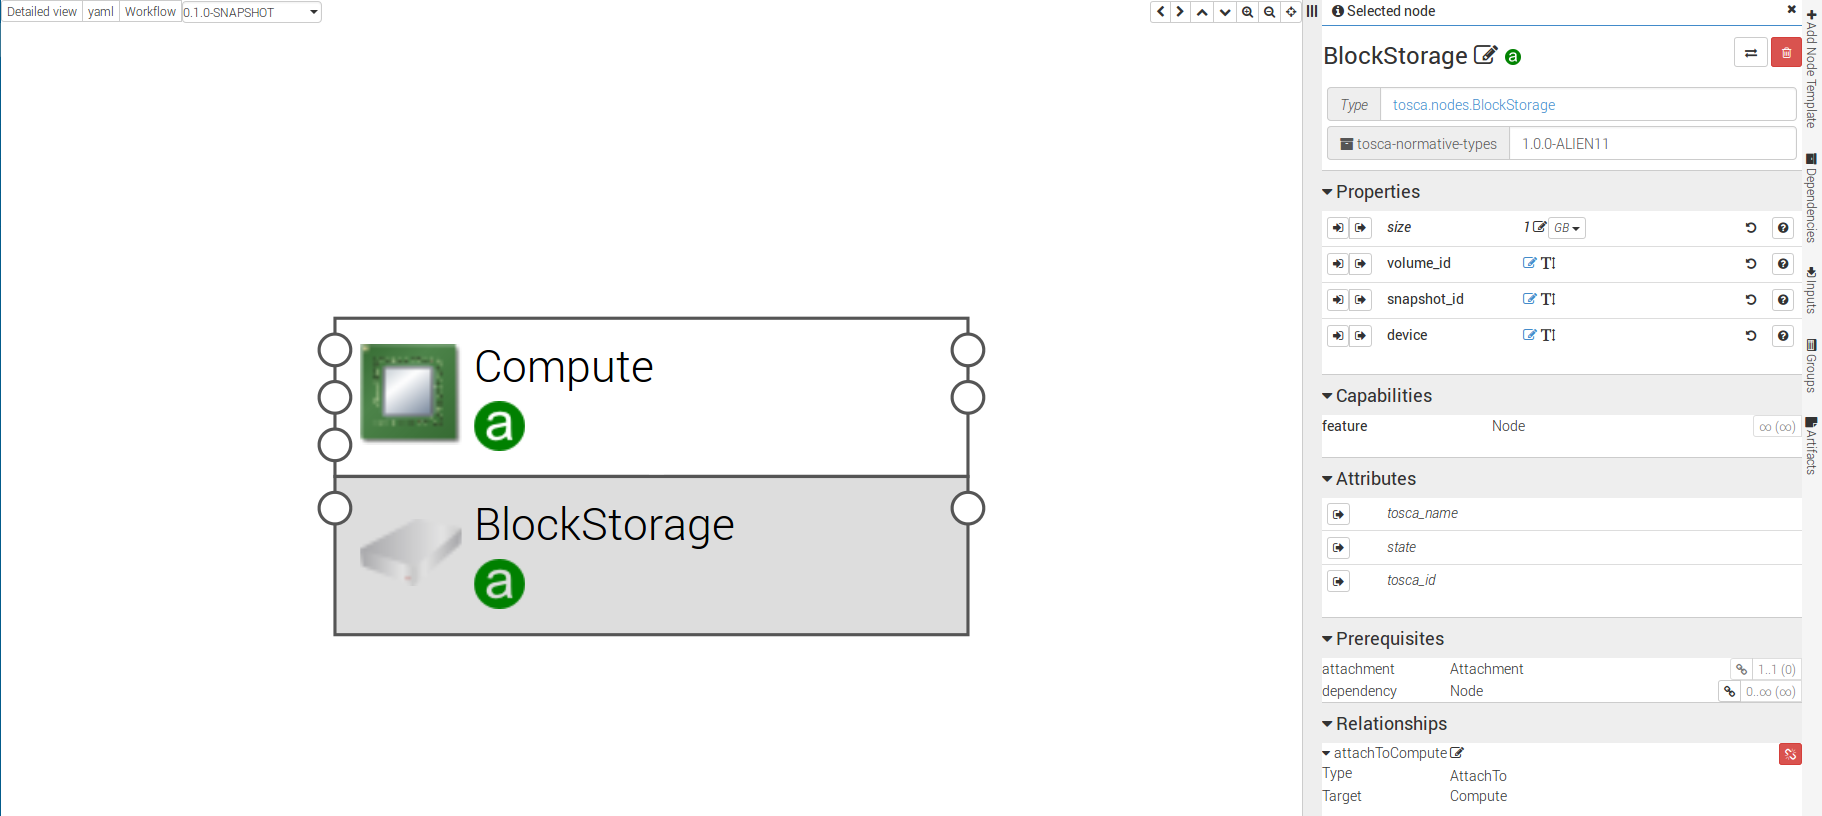 Detailed view yaml Workflow 0.1.0-SNAPSHOT
Selected node
BlockStorage a
Type tosca.nodes.BlockStorage
tosca-normative-types 1.0.0-ALIEN11
Properties
size 1 GB
volume_id
snapshot_id
device
Capabilities
feature Node ∞ (∞)
Attributes
tosca_name
state
tosca_id
Prerequisites
attachment Attachment 1..1 (0)
dependency Node 0..∞ (∞)
Relationships
attachToCompute
Type AttachTo
Target Compute
Compute
a
BlockStorage
a
Add Node Template
Dependencies
Inputs
Groups
Artifacts